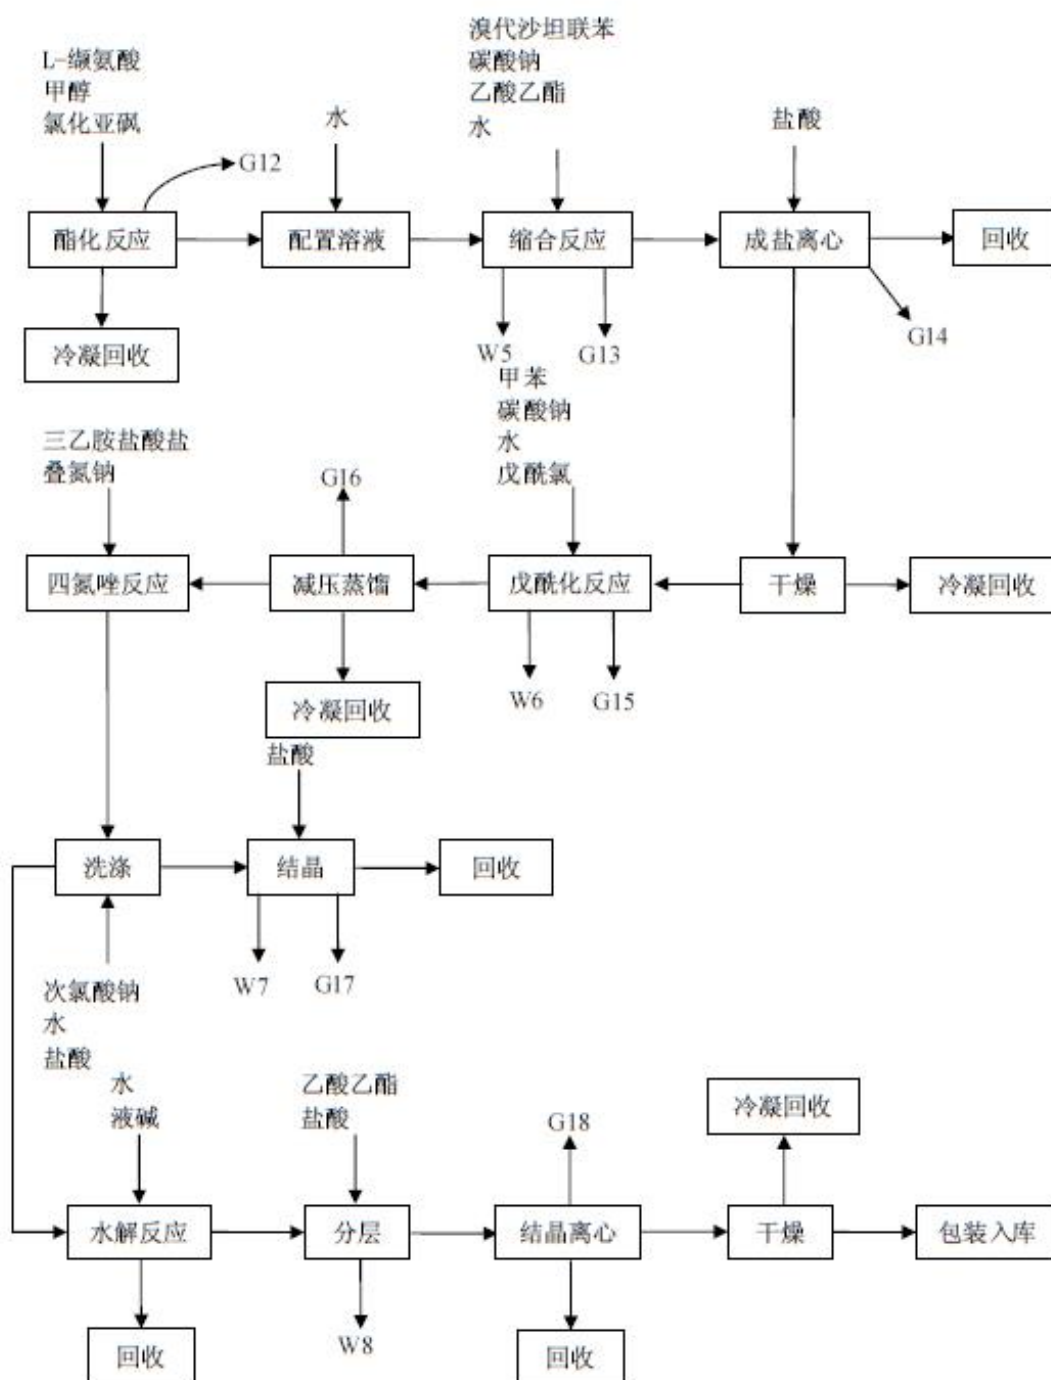 L-缬氨酸
甲醇
氯化亚砜
水
溴代沙坦联苯
碳酸钠
乙酸乙酯
水
盐酸
G12
酯化反应
配置溶液
缩合反应
成盐离心
回收
冷凝回收
W5
G13
G14
三乙胺盐酸盐
叠氮钠
G16
甲苯
碳酸钠
水
戊酰氯
四氮唑反应
减压蒸馏
戊酰化反应
干燥
冷凝回收
冷凝回收
W6
G15
盐酸
洗涤
结晶
回收
次氯酸钠
水
盐酸
W7
G17
水
液碱
乙酸乙酯
盐酸
G18
冷凝回收
水解反应
分层
结晶离心
干燥
包装入库
回收
W8
回收